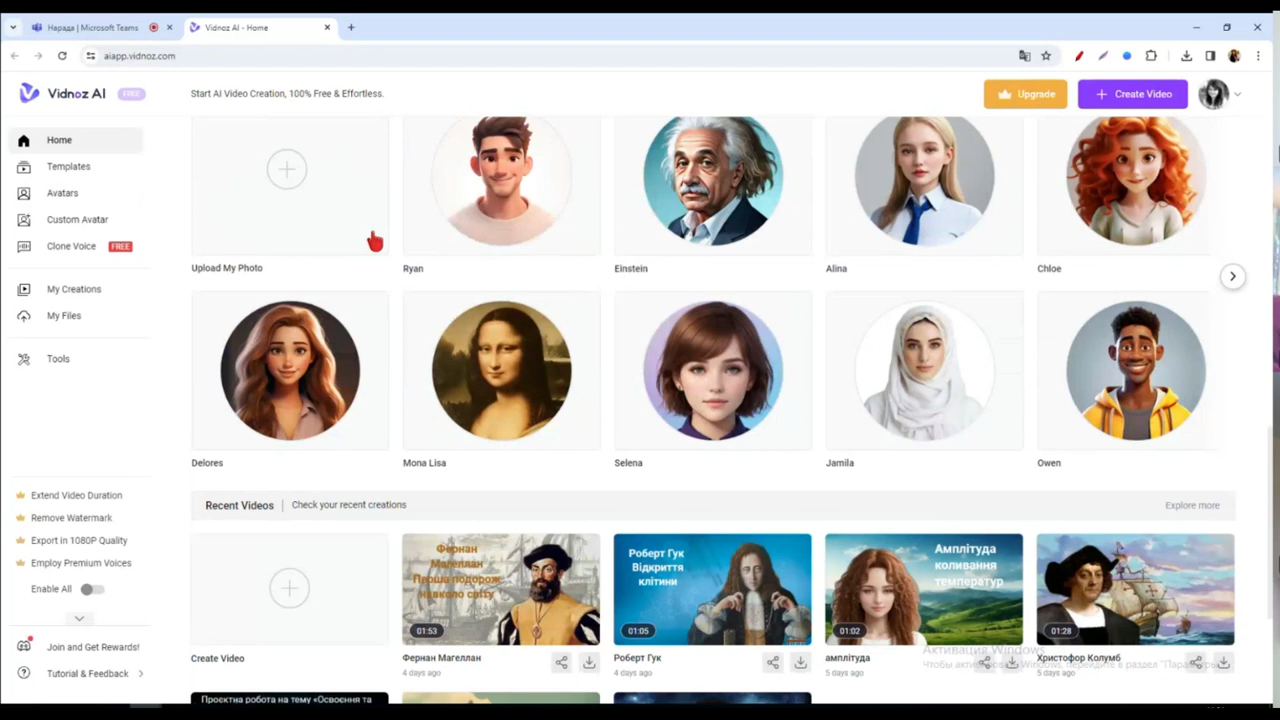 Нарада | Microsoft Teams
Vidnoz AI - Home
aiapp.vidnoz.com
Vidnoz AI
FREE
Start AI Video Creation, 100% Free & Effortless.
Upgrade
Create Video
Home
Templates
Avatars
Custom Avatar
Clone Voice
FREE
My Creations
My Files
Tools
Extend Video Duration
Remove Watermark
Export in 1080P Quality
Employ Premium Voices
Enable All
Join and Get Rewards!
Tutorial & Feedback
Upload My Photo
Ryan
Einstein
Alina
Chloe
Delores
Mona Lisa
Selena
Jamila
Owen
Recent Videos | Check your recent creations
Explore more
Create Video
Фернан
Магеллан
Перша подорож
навколо світу
01:53
Фернан Магеллан
4 days ago
Роберт Гук
Відкриття
клітини
01:05
Роберт Гук
4 days ago
Амплітуда
коливання
температур
01:02
амплітуда
5 days ago
01:28
Христофор Колумб
5 days ago
Активация Windows
Чтобы активировать Windows, перейдите в раздел
Проєктна робота на тему «Освоєння та